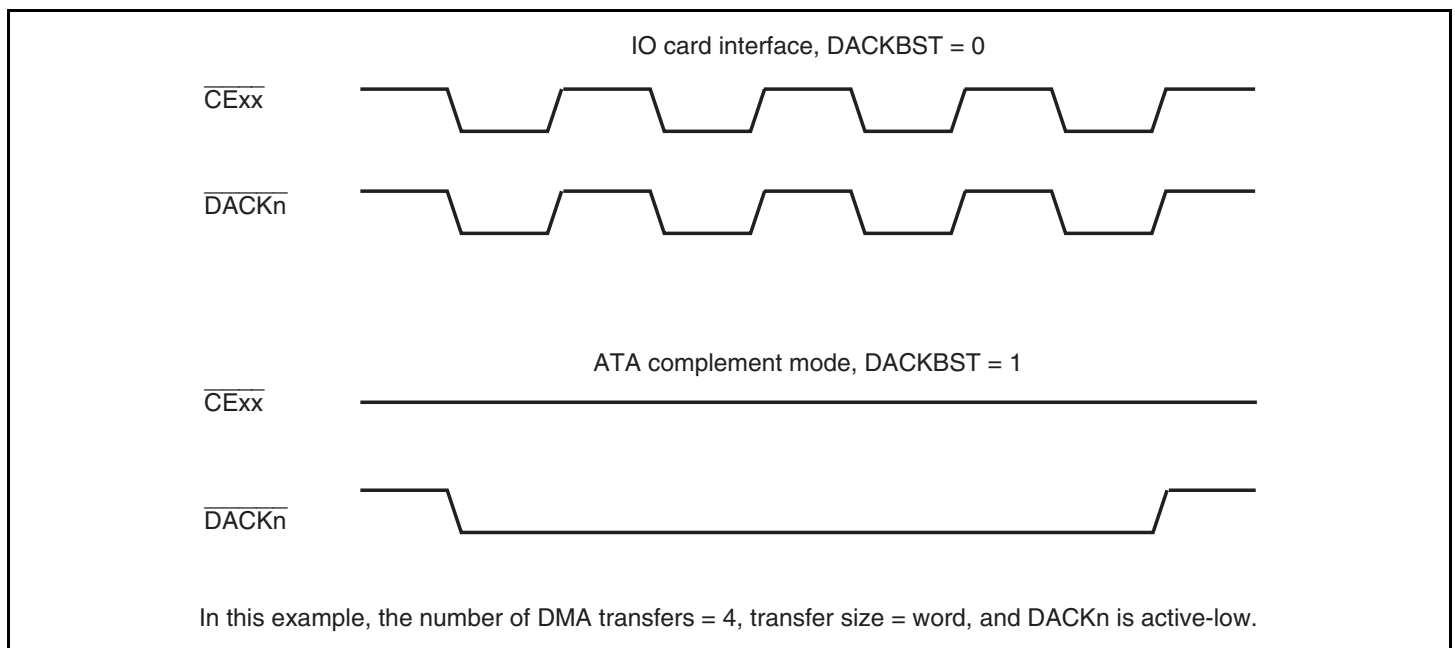 IO card interface, DACKBST = 0
CExx
DACKn
ATA complement mode, DACKBST = 1
CExx
DACKn
In this example, the number of DMA transfers = 4, transfer size = word, and DACKn is active-low.